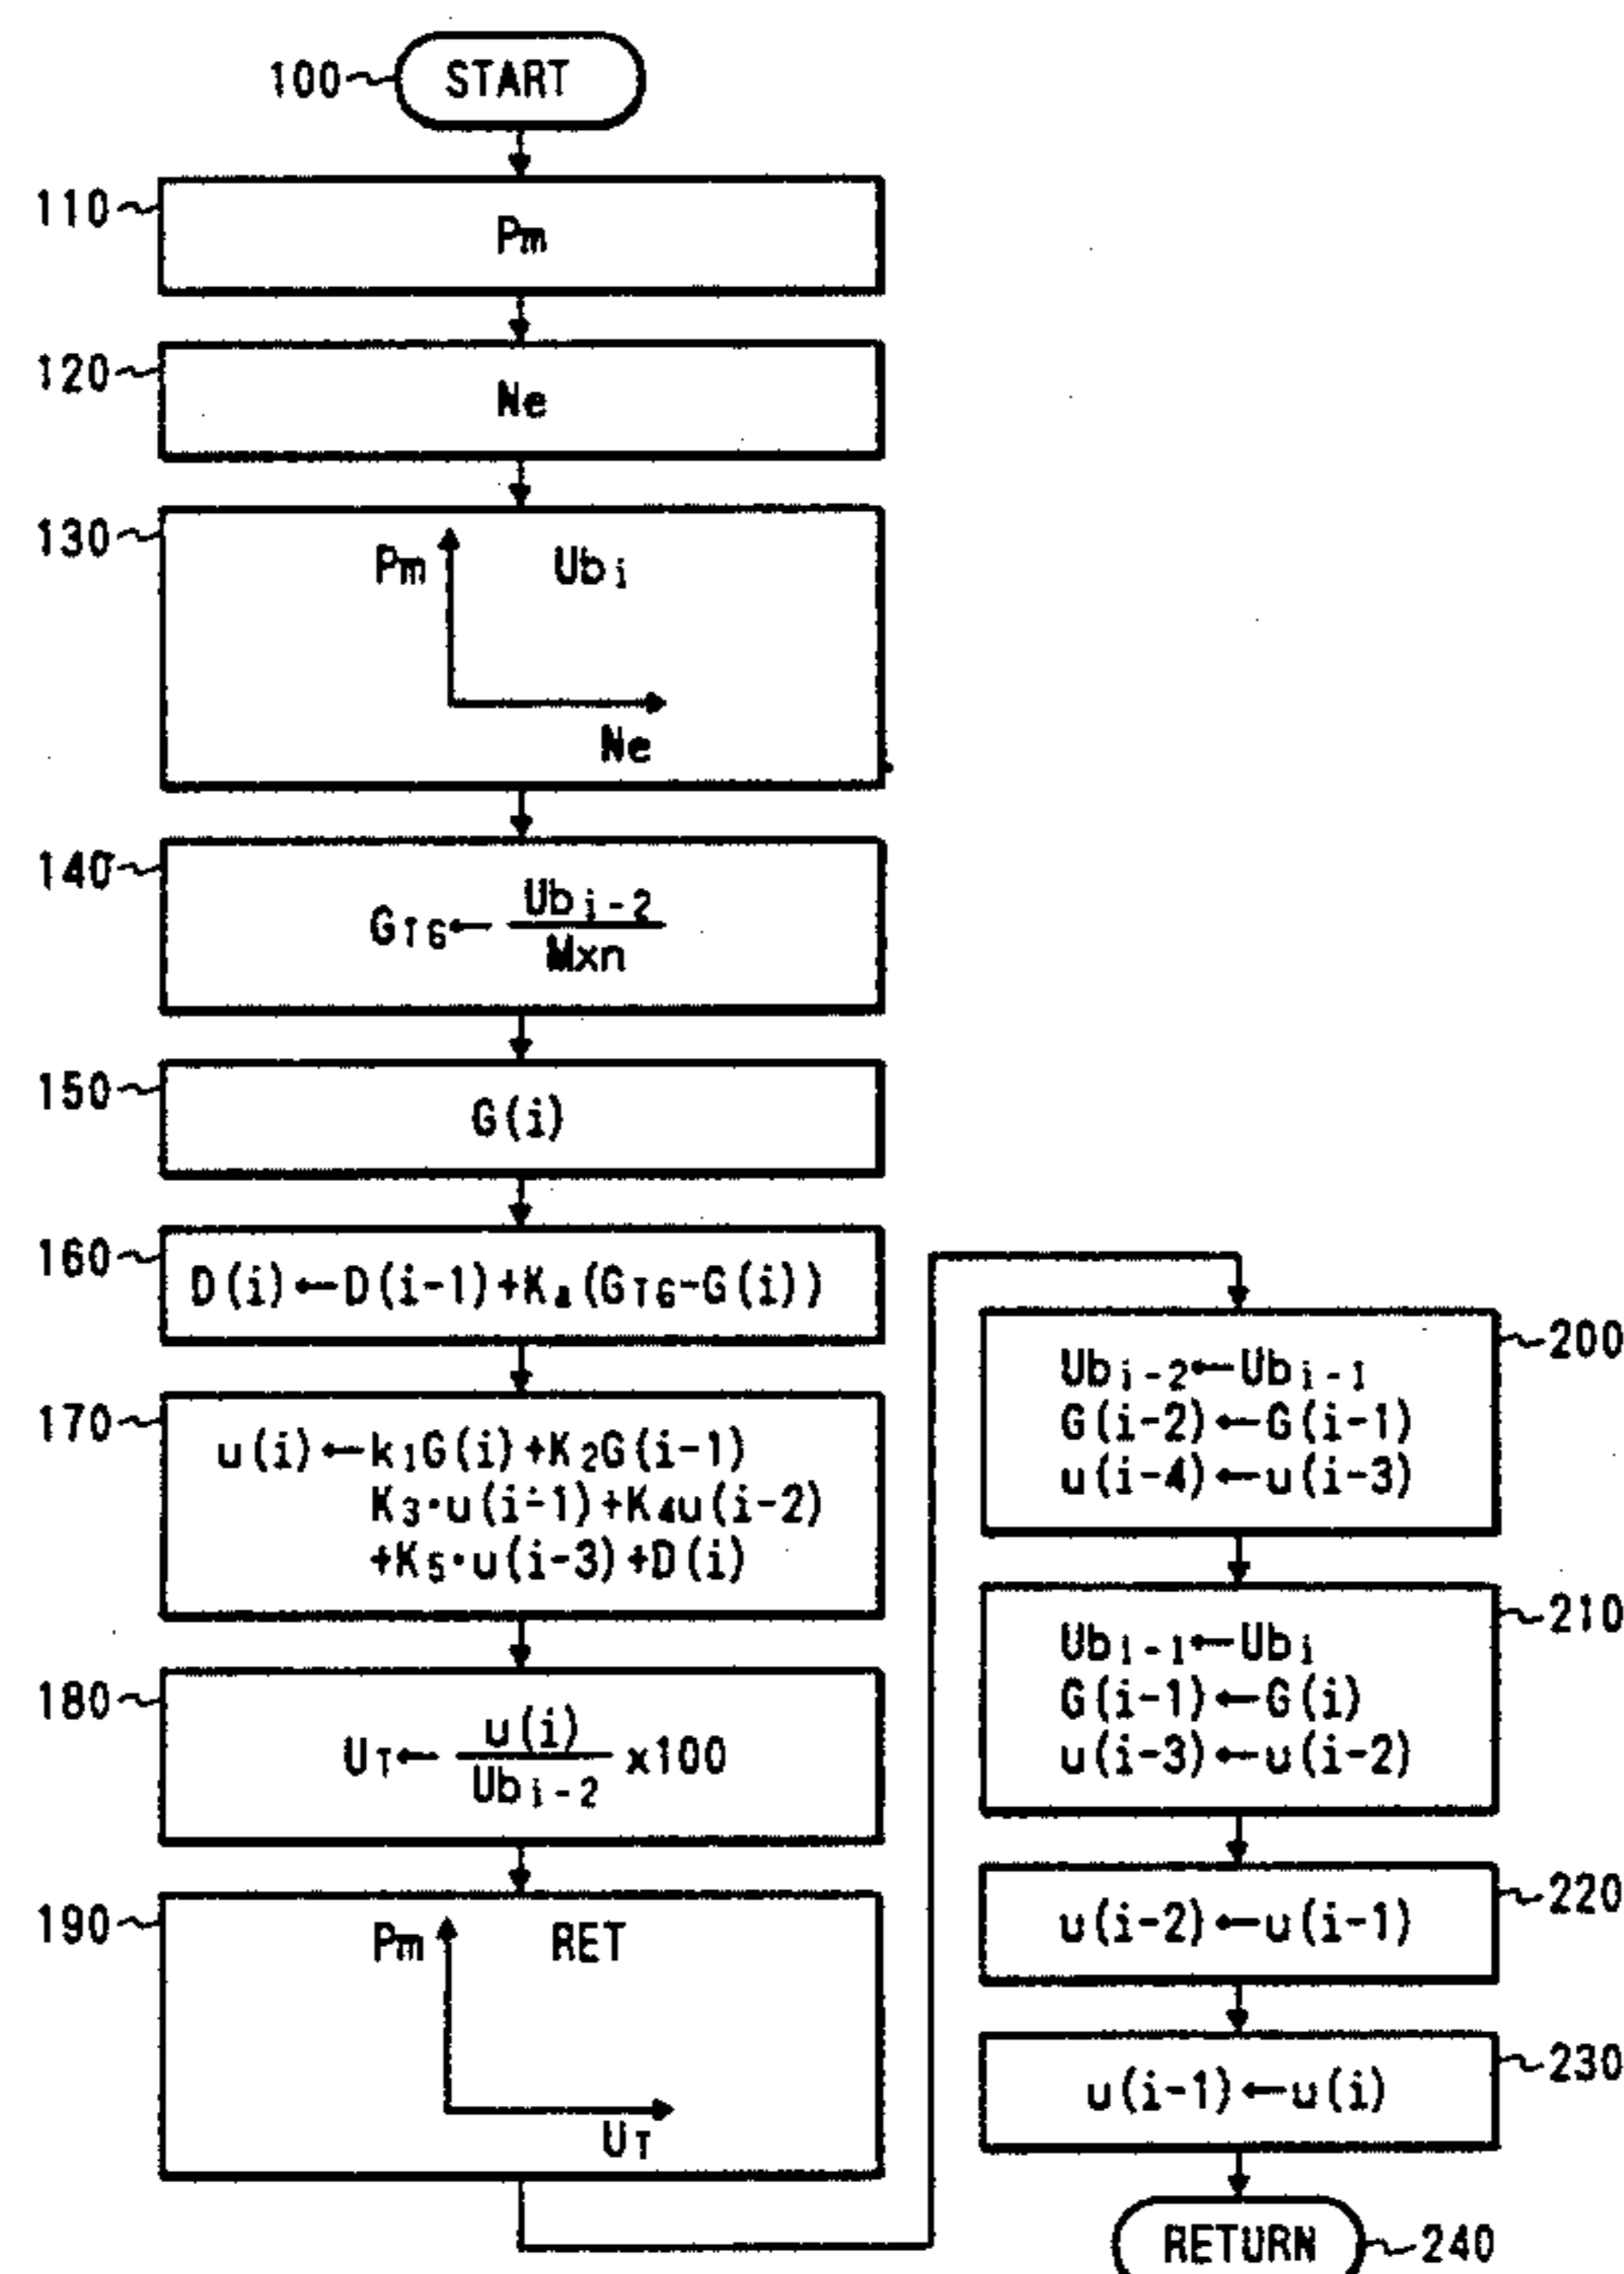 100 START
110 Pm
120 Ne
130 Pm Ubi
Ne
140 GTG← Ubi-2
Mxn
150 G(i)
160 D(i)←D(i-1)+Ka(GTG-G(i))
170 u(i)←k1G(i)+K2G(i-1)
K3·u(i-1)+K4u(i-2)
+K5·u(i-3)+D(i)
180 UT← u(i) x100
Ubi-2
190 Pm RET
UT
Ubi-2←Ubi-1 200
G(i-2)←G(i-1)
u(i-4)←u(i-3)
Ubi-1←Ubi 210
G(i-1)←G(i)
u(i-3)←u(i-2)
u(i-2)←u(i-1) 220
u(i-1)←u(i) 230
RETURN 240